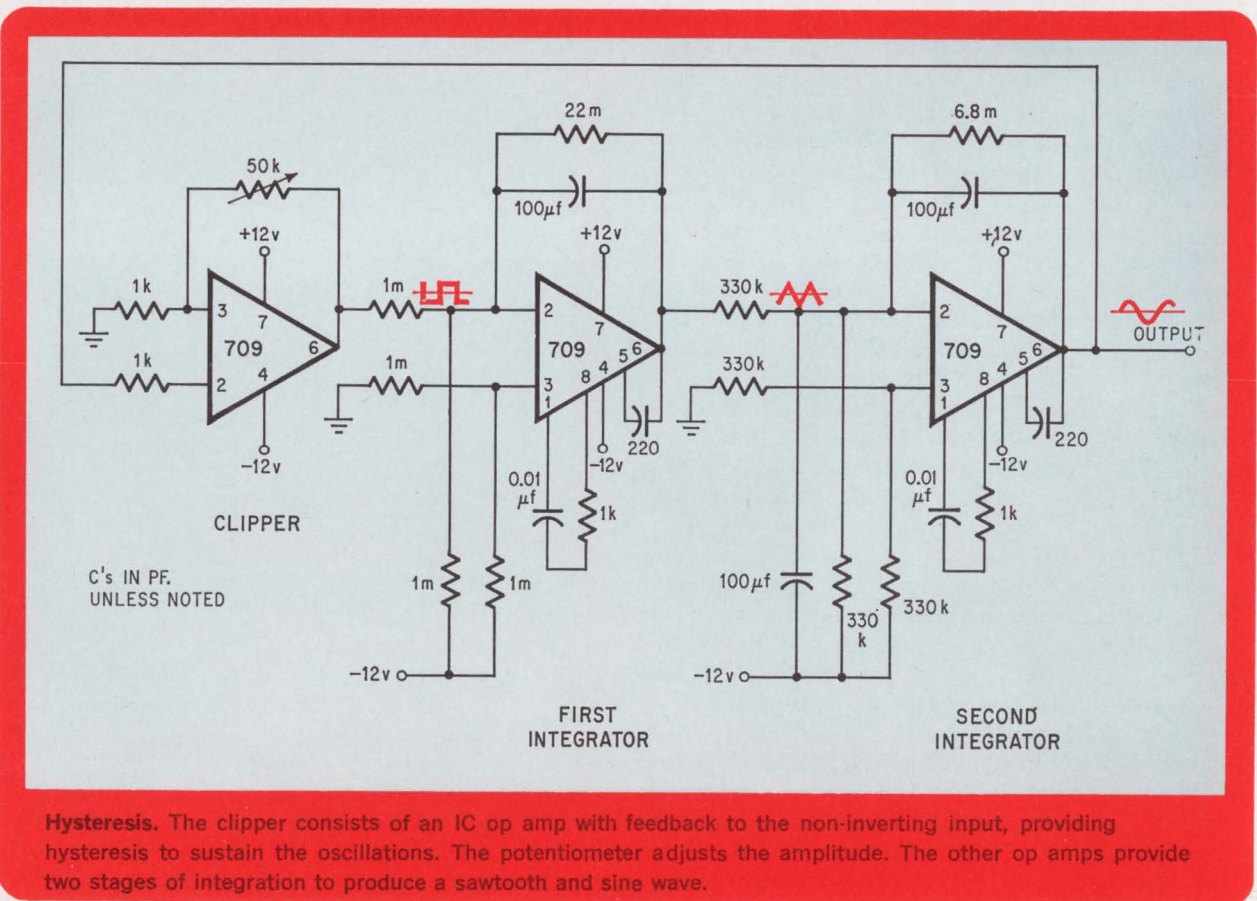 22 m
6.8 m
50 k
100µf
100µf
+12v
+12v
+12v
1k
1m
330 k
3
7
709
6
4
2
1k
1m
2
7
709
5
6
3
8
4
1
330 k
2
7
709
5
6
3
8
4
1
OUTPUT
−12v
−12v
−12v
220
220
0.01
µf
1k
0.01
µf
1k
CLIPPER
C's IN PF.
UNLESS NOTED
1m
1m
100µf
330
k
330 k
−12v
−12v
FIRST
INTEGRATOR
SECOND
INTEGRATOR
Hysteresis. The clipper consists of an IC op amp with feedback to the non-inverting input, providing
hysteresis to sustain the oscillations. The potentiometer adjusts the amplitude. The other op amps provide
two stages of integration to produce a sawtooth and sine wave.